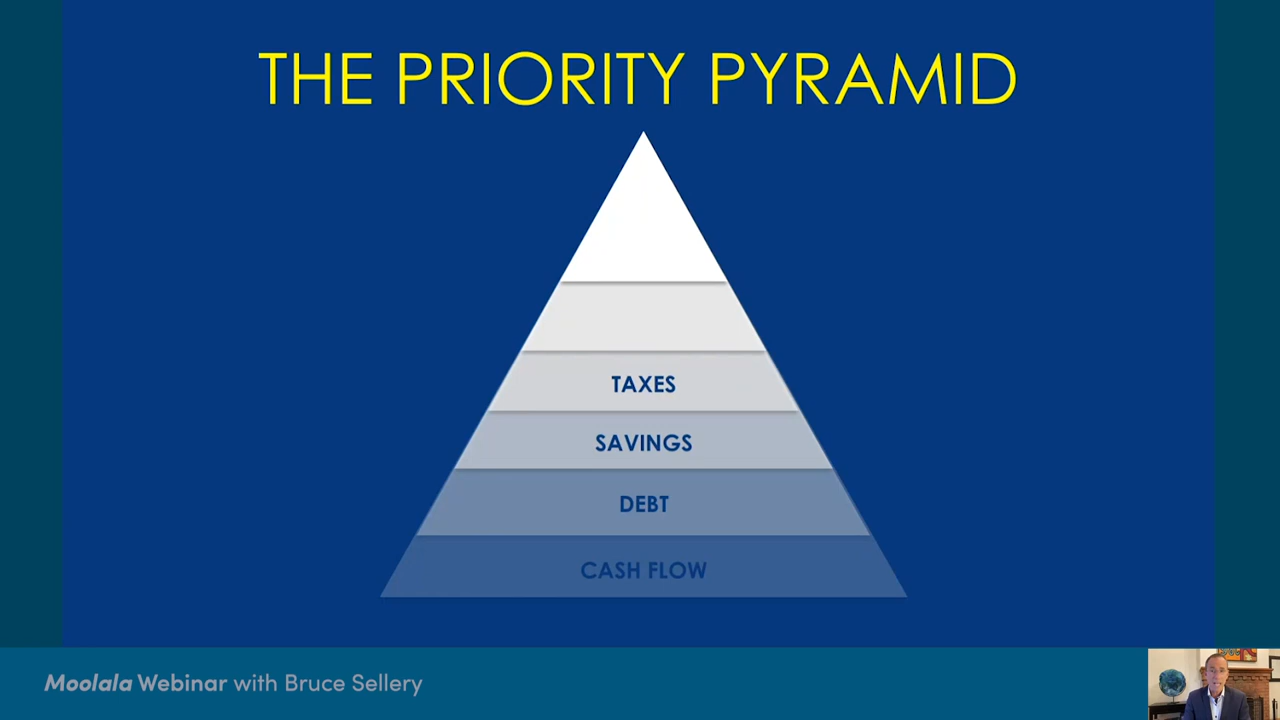 THE PRIORITY PYRAMID
TAXES
SAVINGS
DEBT
CASH FLOW
Moolala Webinar with Bruce Sellery